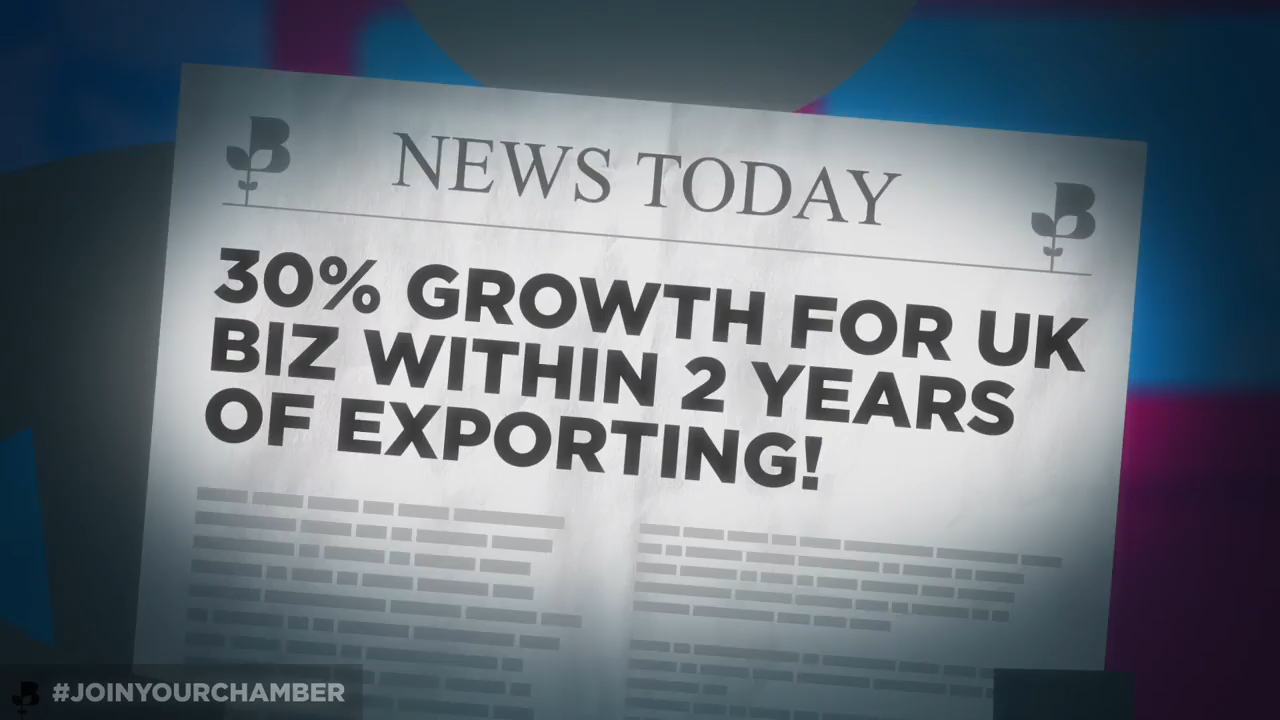 NEWS TODAY
30% GROWTH FOR UK
BIZ WITHIN 2 YEARS
OF EXPORTING!
#JOINYOURCHAMBER